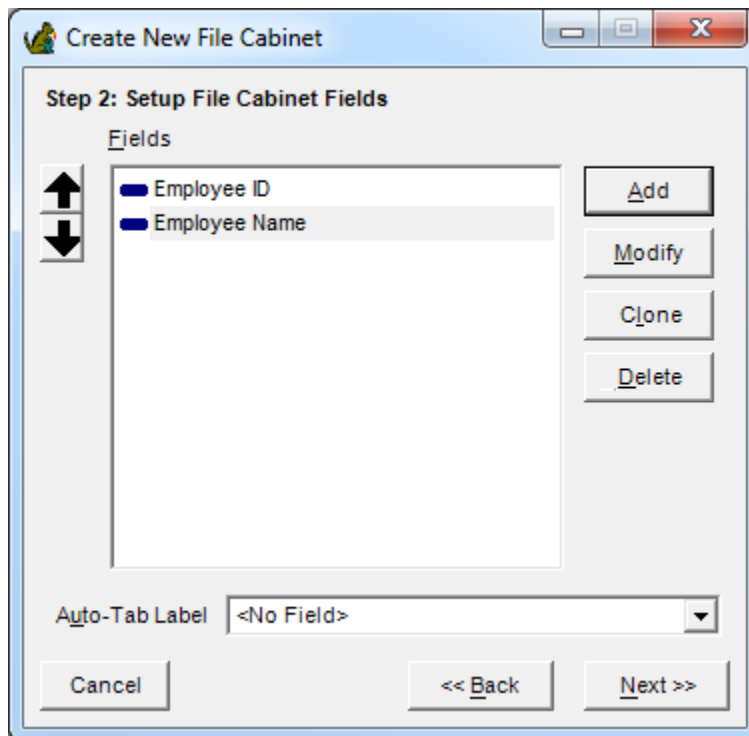 Create New File Cabinet
Step 2: Setup File Cabinet Fields
Fields
Employee ID
Employee Name
Add
Modify
Clone
Delete
Auto-Tab Label <No Field>
Cancel << Back Next >>